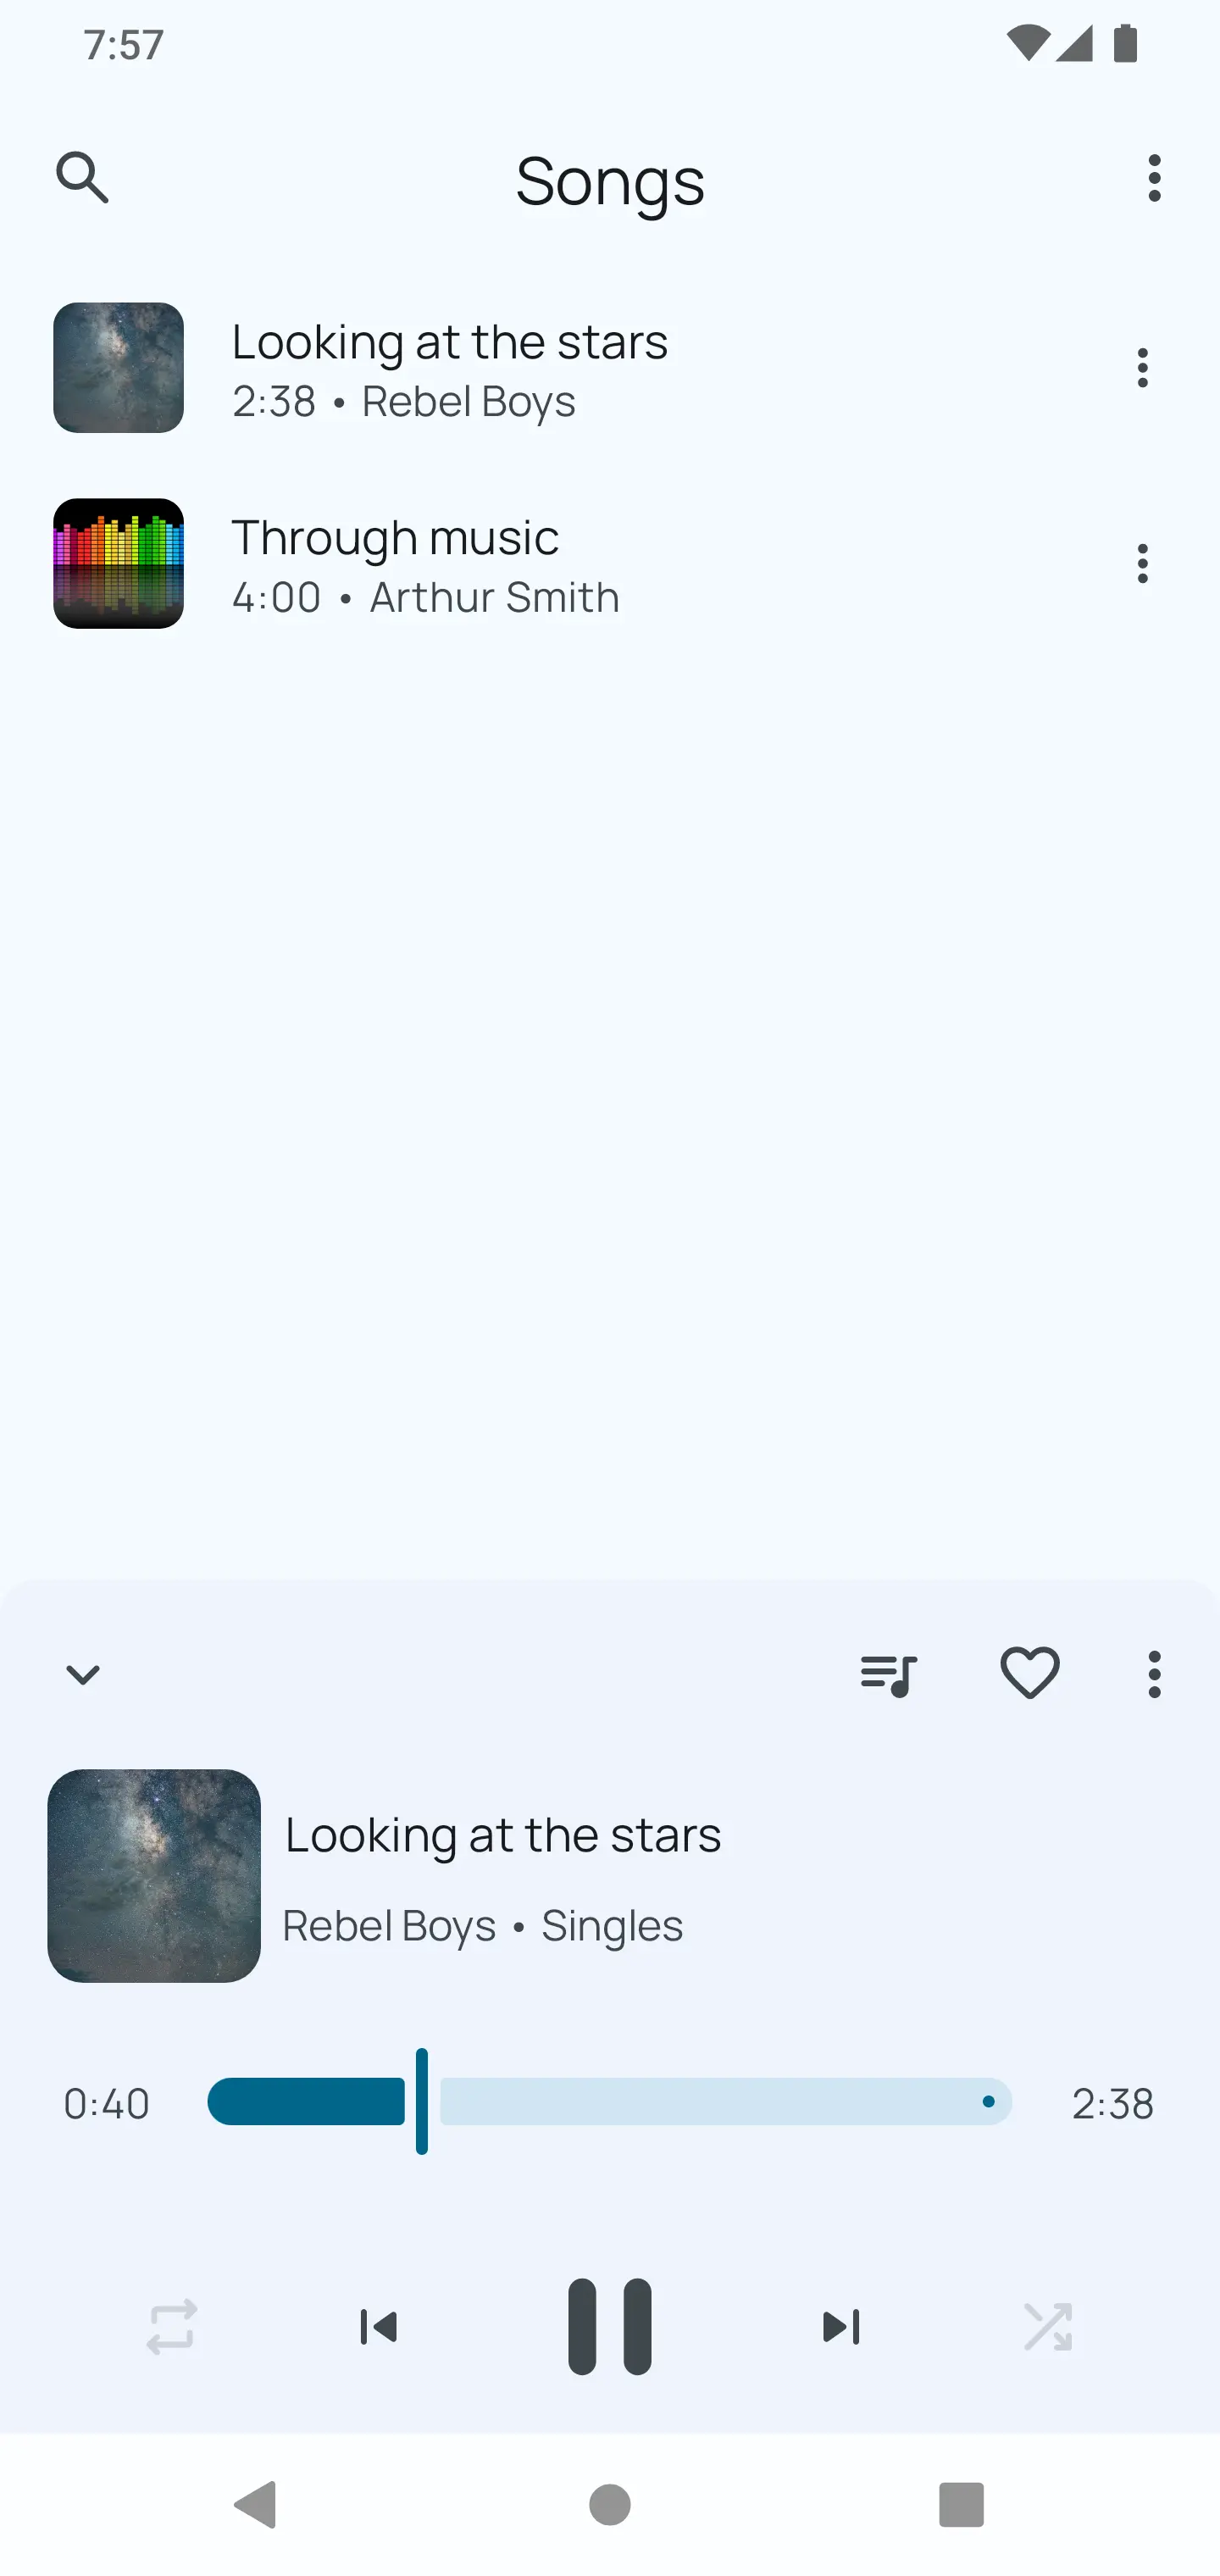 7:57
Songs
Looking at the stars
2:38 • Rebel Boys
Through music
4:00 • Arthur Smith
Looking at the stars
Rebel Boys • Singles
0:40
2:38